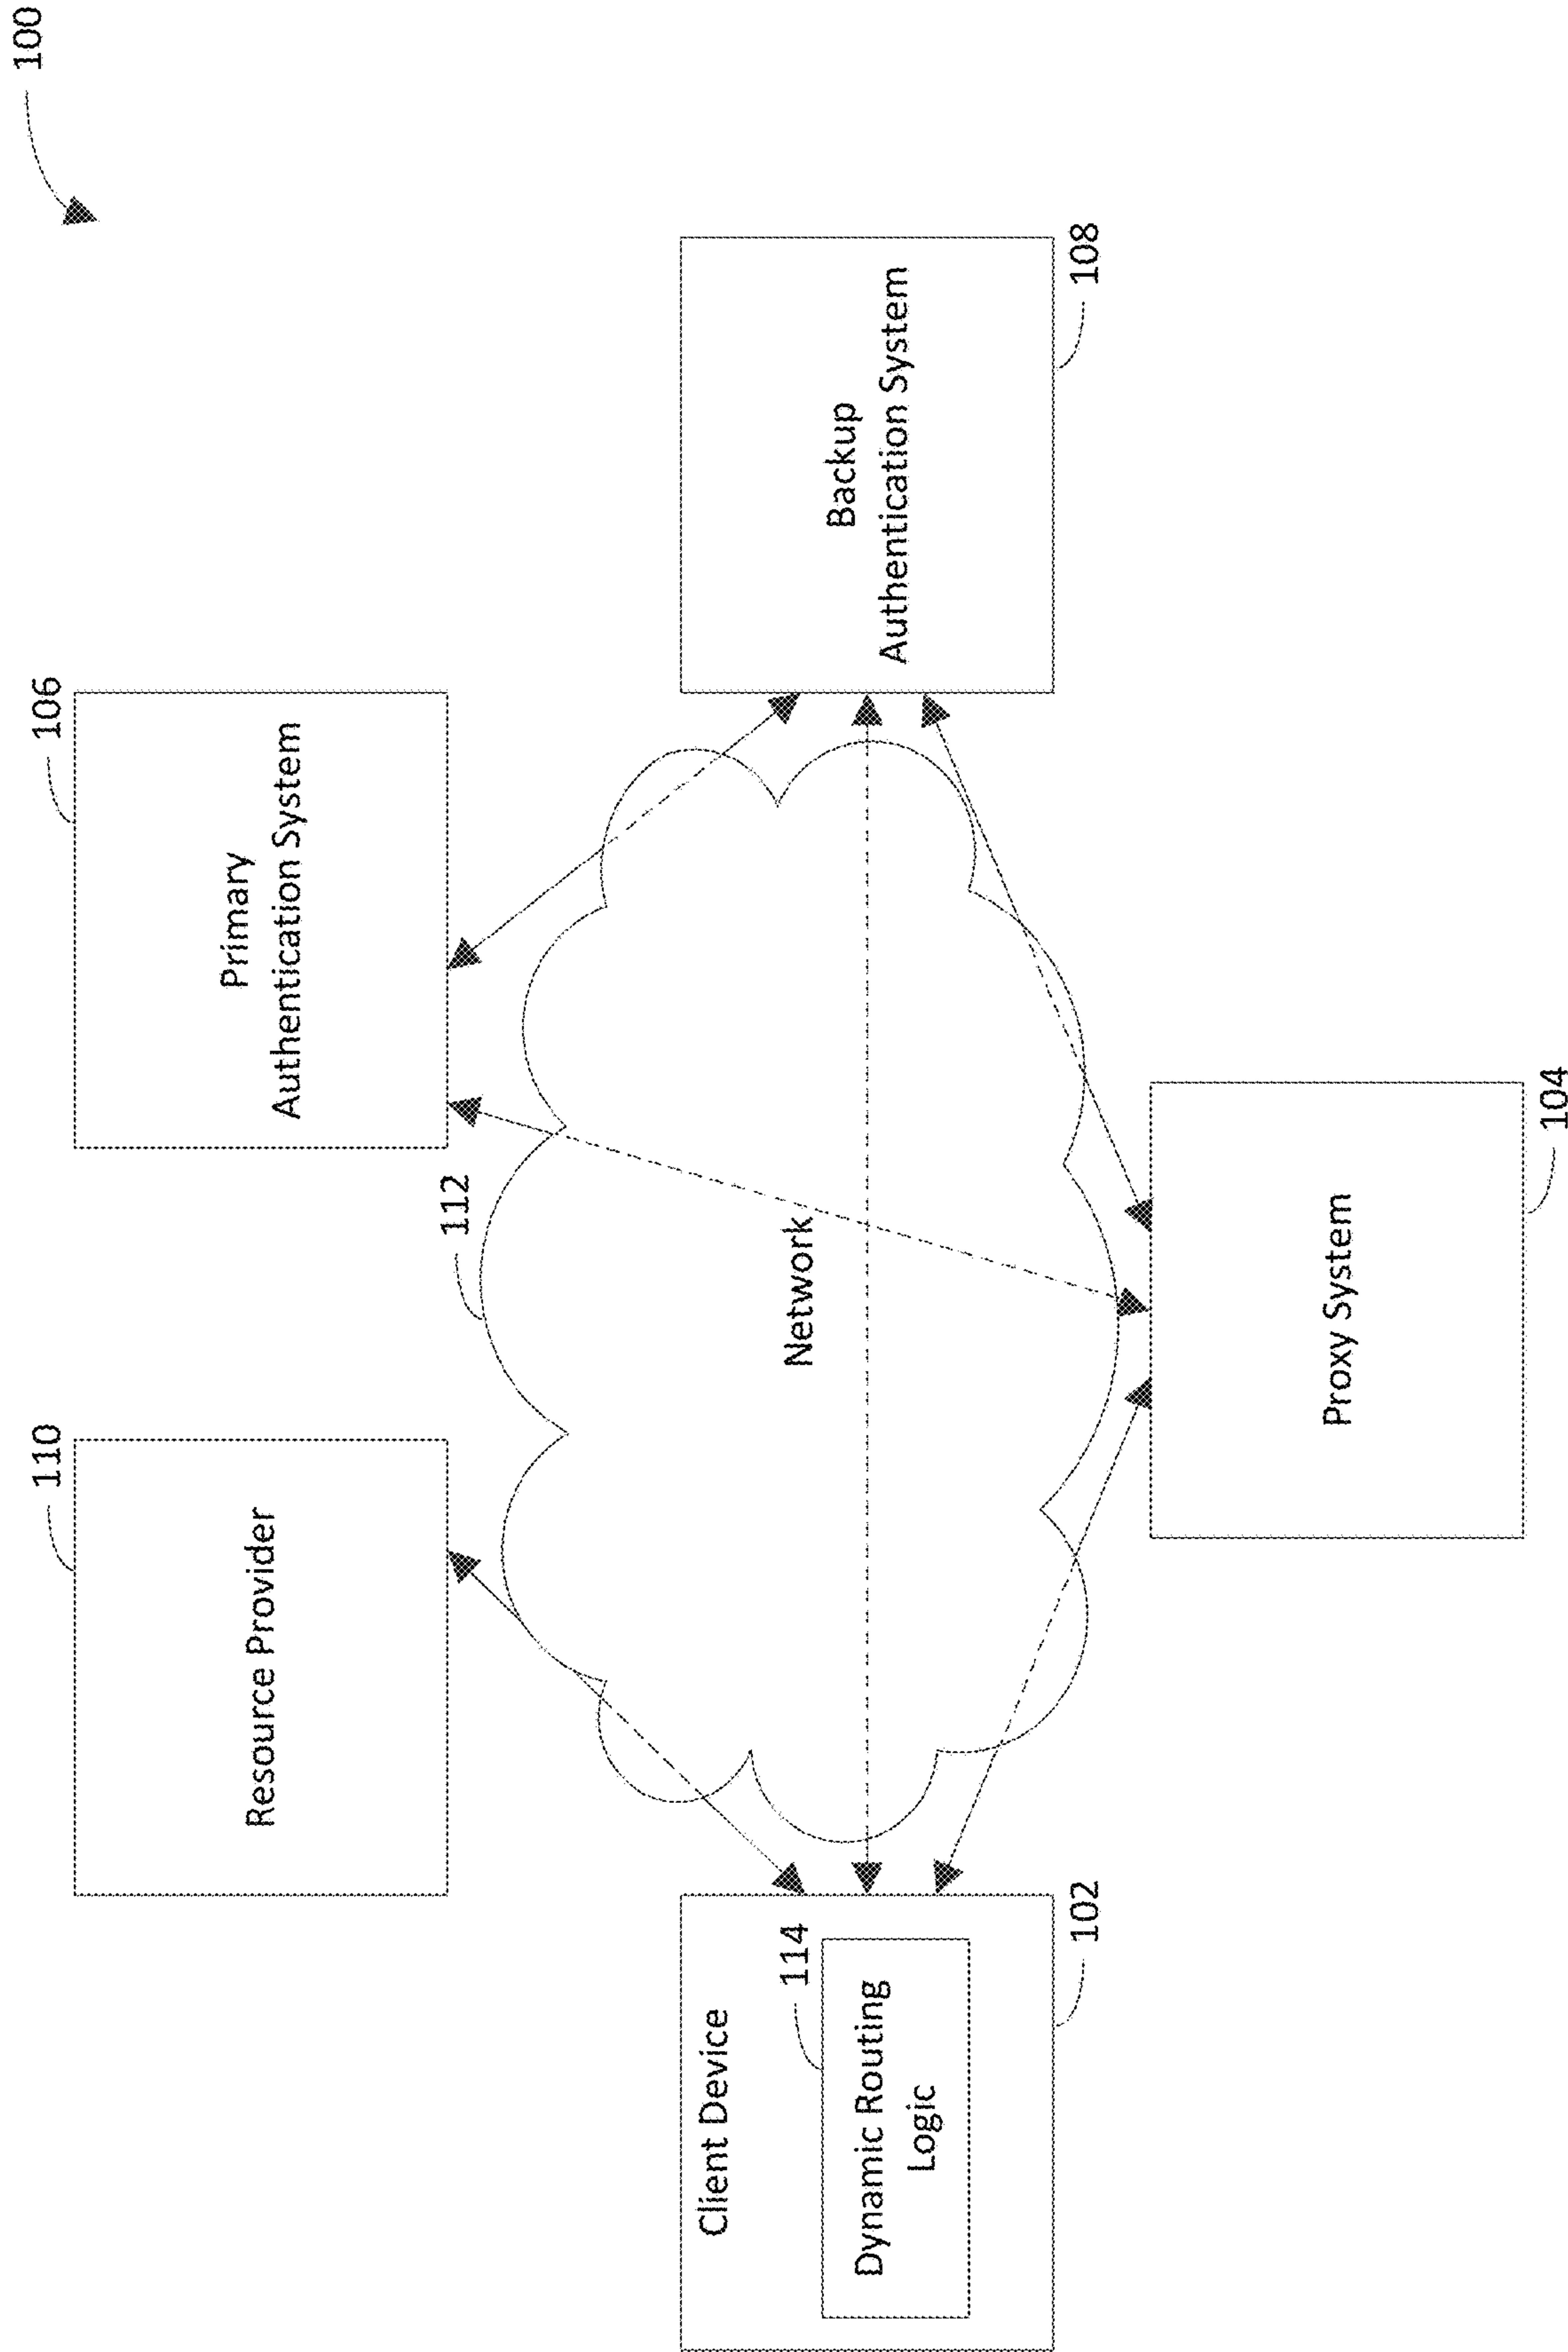 100
110
Resource Provider
106
Primary
Authentication System
112
Network
Client Device
114
Dynamic Routing
Logic
102
Backup
Authentication System
108
Proxy System
104